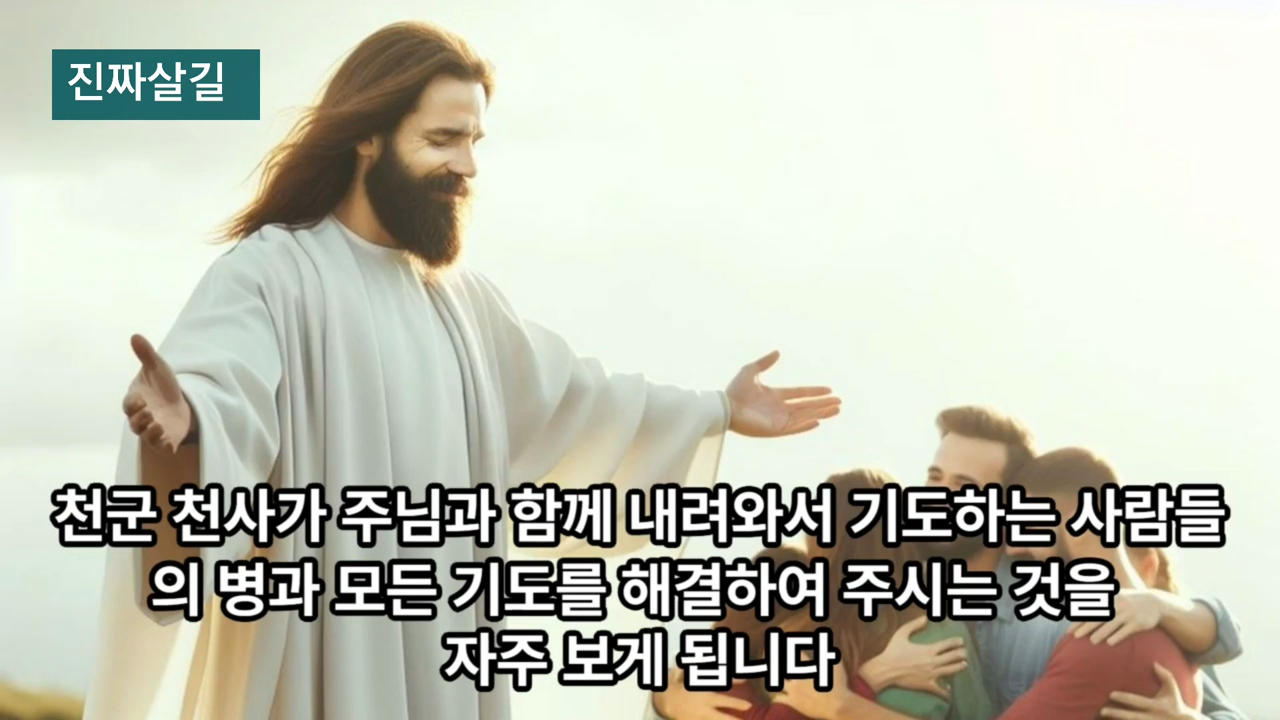 진짜살길
천군 천사가 주님과 함께 내려와서 기도하는 사람들
의 병과 모든 기도를 해결하여 주시는 것을
자주 보게 됩니다